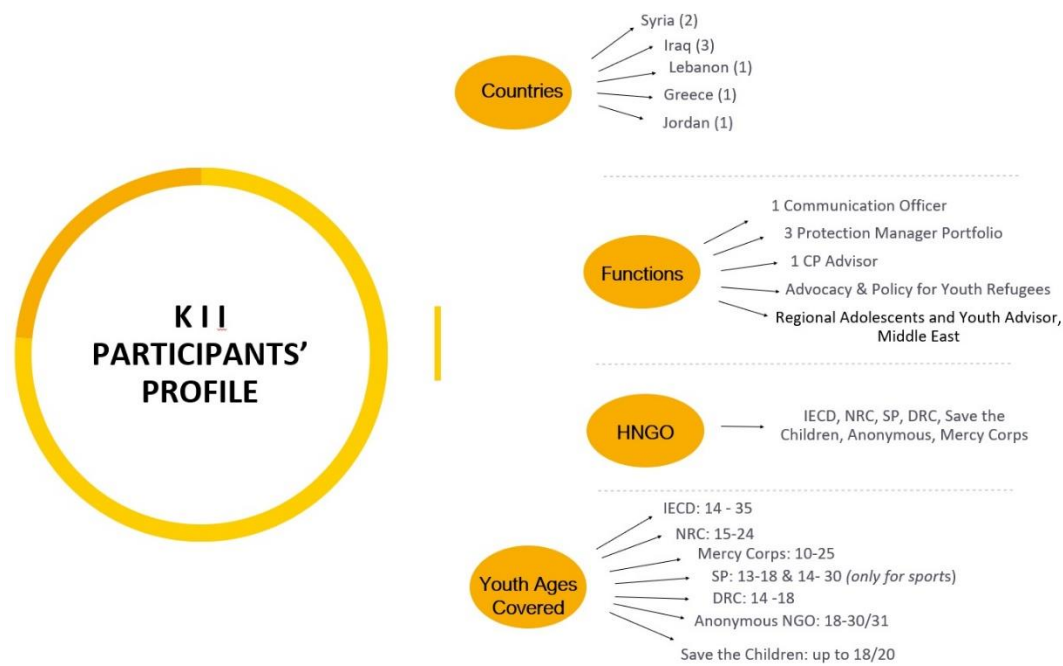 K I I
PARTICIPANTS'
PROFILE
Countries
Syria (2)
Iraq (3)
Lebanon (1)
Greece (1)
Jordan (1)
Functions
1 Communication Officer
3 Protection Manager Portfolio
1 CP Advisor
Advocacy & Policy for Youth Refugees
Regional Adolescents and Youth Advisor,
Middle East
HNGO
IECD, NRC, SP, DRC, Save the
Children, Anonymous, Mercy Corps
Youth Ages
Covered
IECD: 14 - 35
NRC: 15-24
Mercy Corps: 10-25
SP: 13-18 & 14- 30 (only for sports)
DRC: 14 -18
Anonymous NGO: 18-30/31
Save the Children: up to 18/20